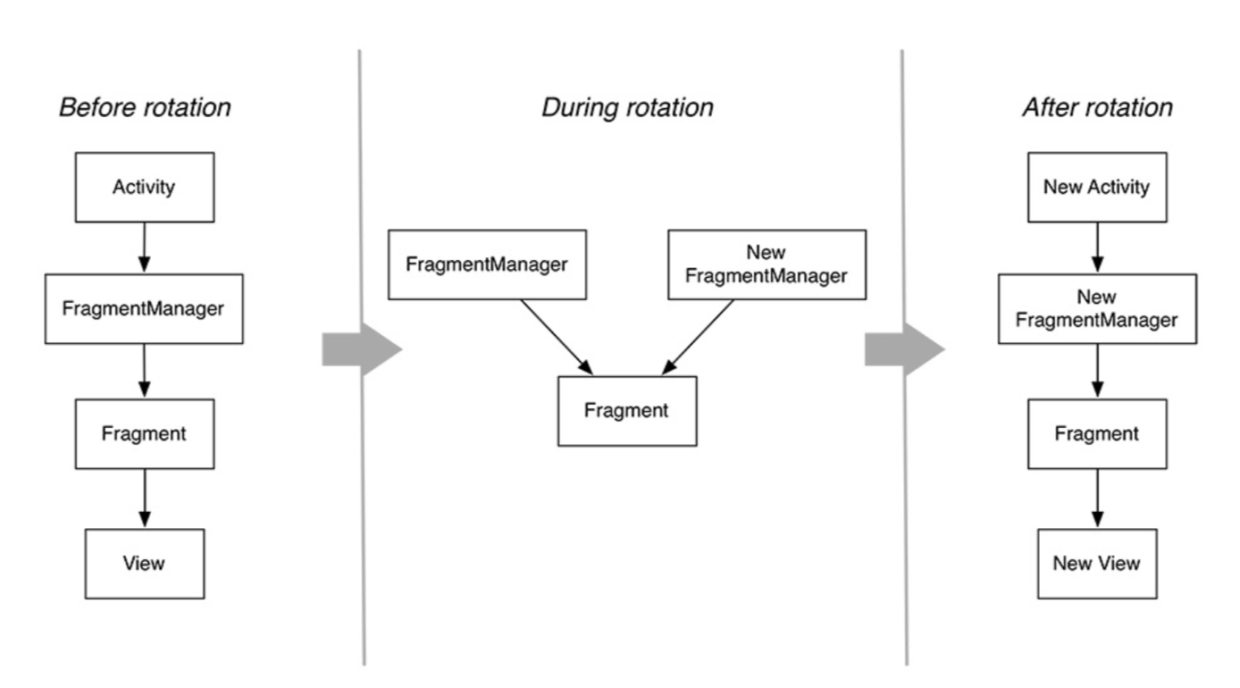 Before rotation
Activity
FragmentManager
Fragment
View
During rotation
FragmentManager
New
FragmentManager
Fragment
After rotation
New Activity
New
FragmentManager
Fragment
New View